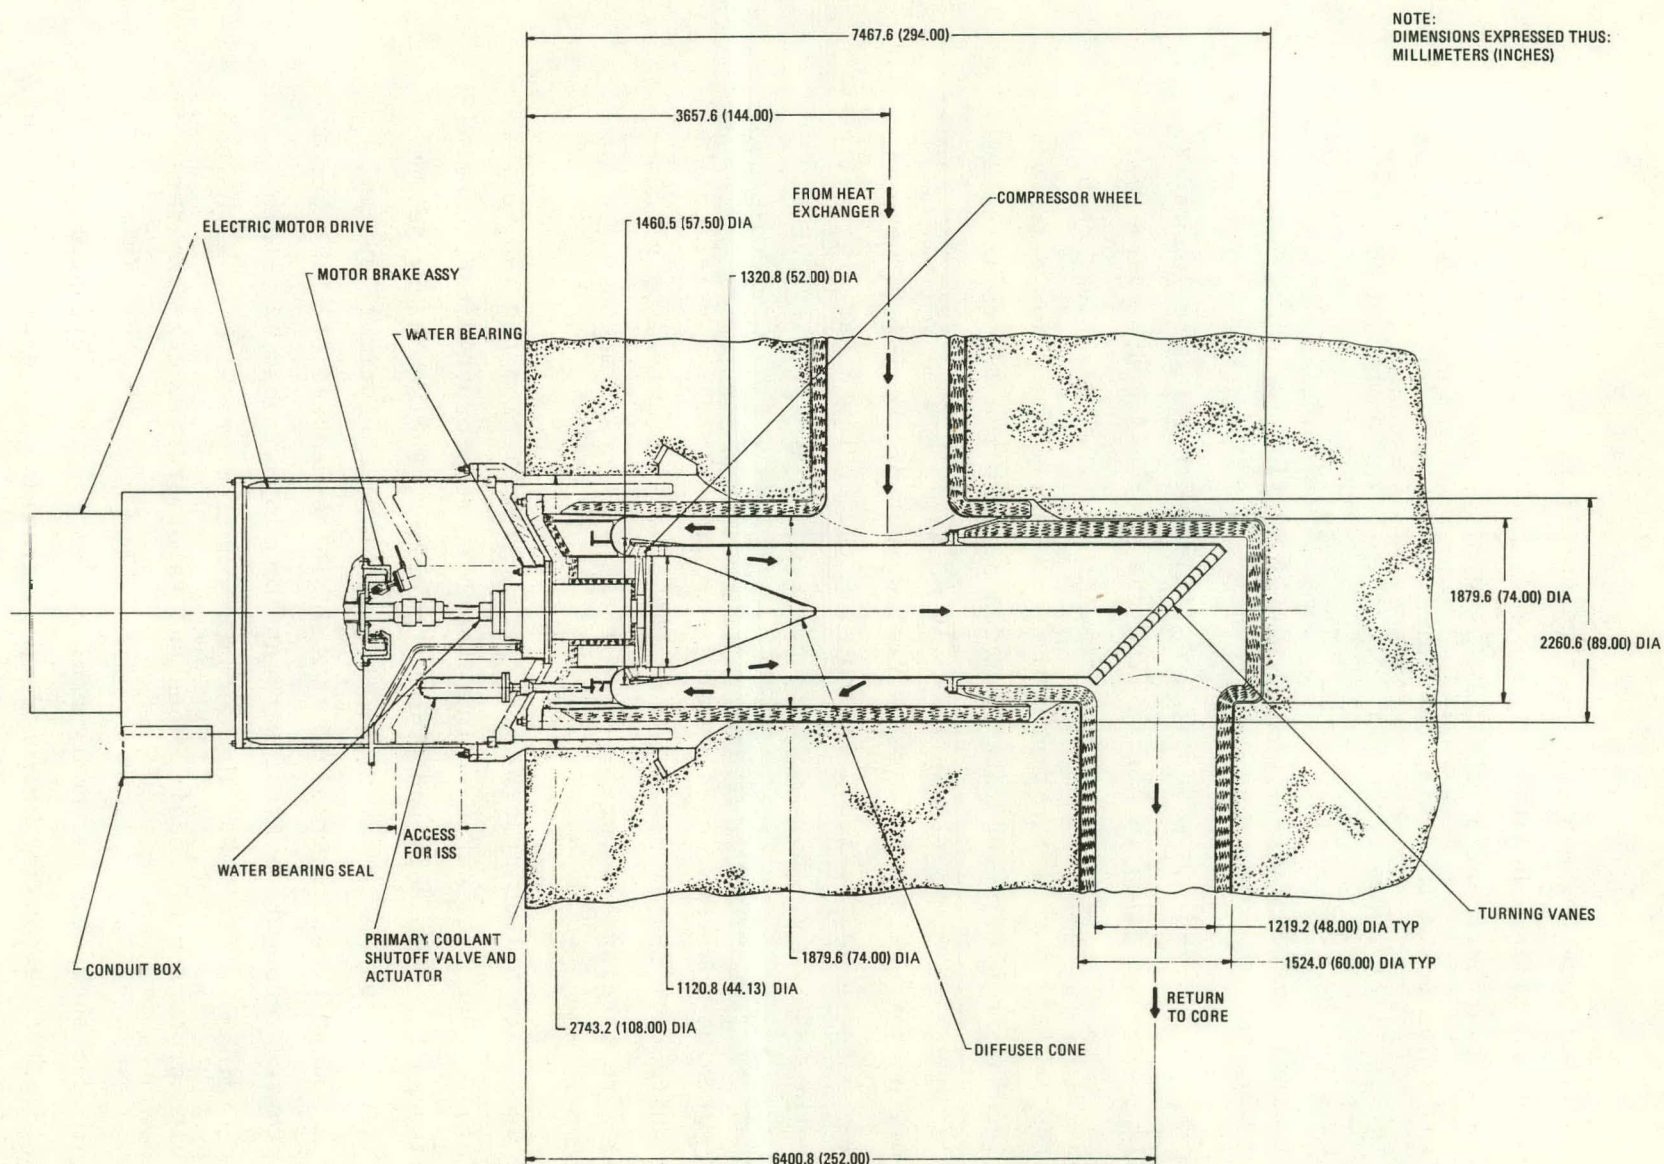 NOTE:
DIMENSIONS EXPRESSED THUS:
MILLIMETERS (INCHES)
7467.6 (294.00)
3657.6 (144.00)
FROM HEAT
EXCHANGER
COMPRESSOR WHEEL
1460.5 (57.50) DIA
ELECTRIC MOTOR DRIVE
MOTOR BRAKE ASSY
1320.8 (52.00) DIA
WATER BEARING
1879.6 (74.00) DIA
2260.6 (89.00) DIA
ACCESS
FOR ISS
WATER BEARING SEAL
TURNING VANES
1219.2 (48.00) DIA TYP
PRIMARY COOLANT
SHUTOFF VALVE AND
ACTUATOR
1879.6 (74.00) DIA
1524.0 (60.00) DIA TYP
CONDUIT BOX
1120.8 (44.13) DIA
RETURN
TO CORE
2743.2 (108.00) DIA
DIFFUSER CONE
6400.8 (252.00)